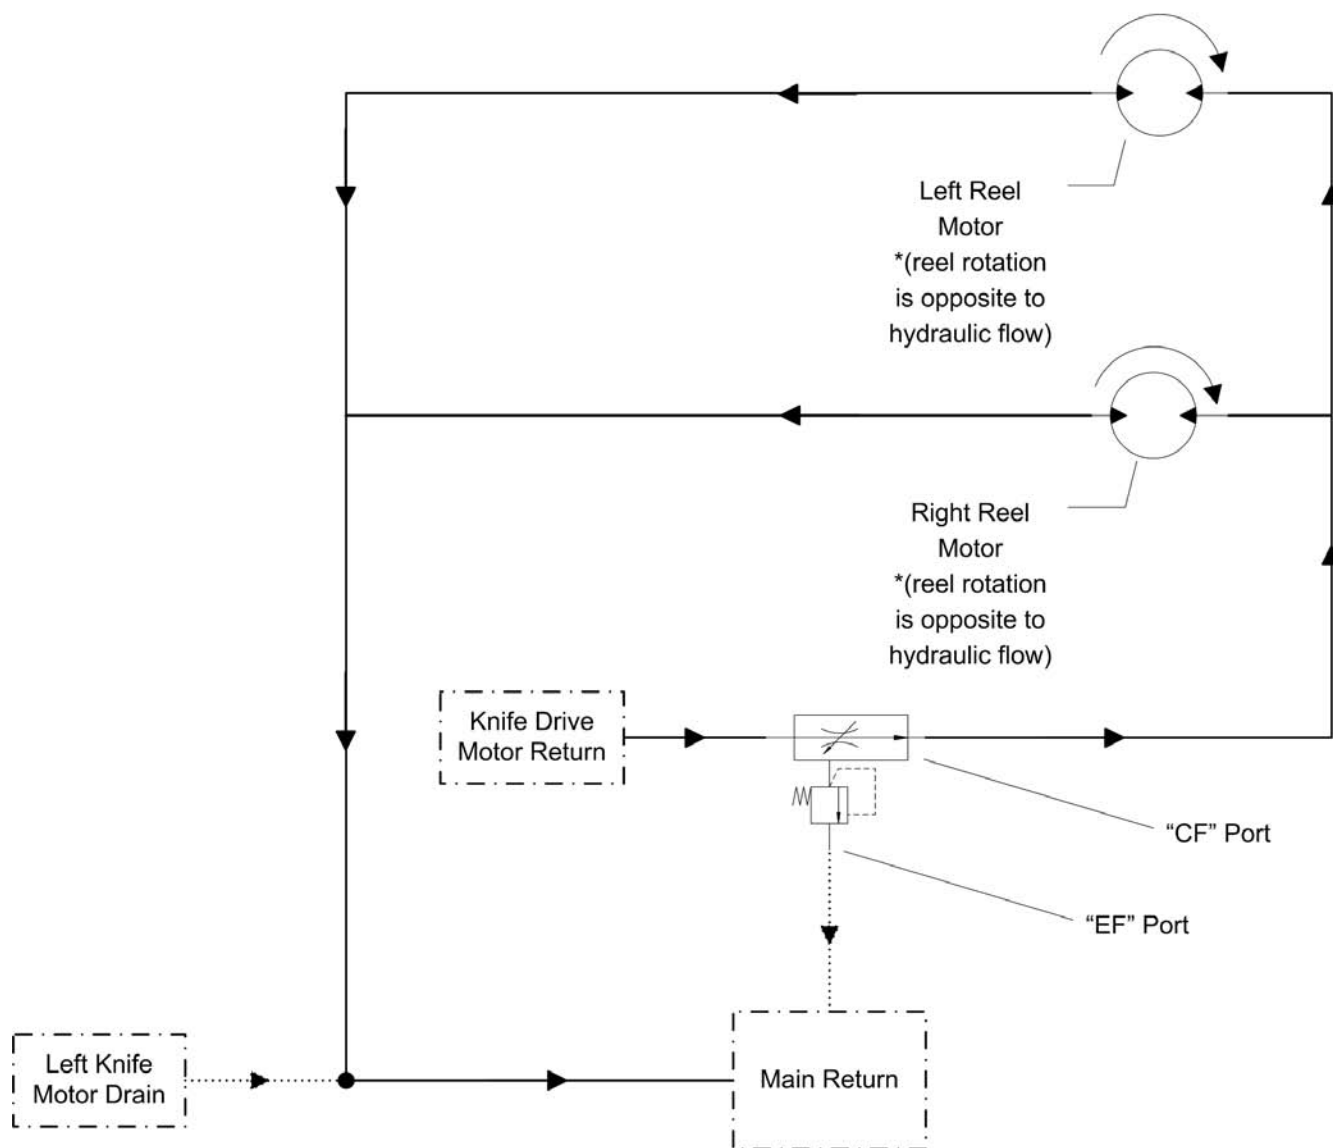 Left Reel
Motor
*(reel rotation
is opposite to
hydraulic flow)
Right Reel
Motor
*(reel rotation
is opposite to
hydraulic flow)
Knife Drive
Motor Return
“CF” Port
“EF” Port
Left Knife
Motor Drain
Main Return